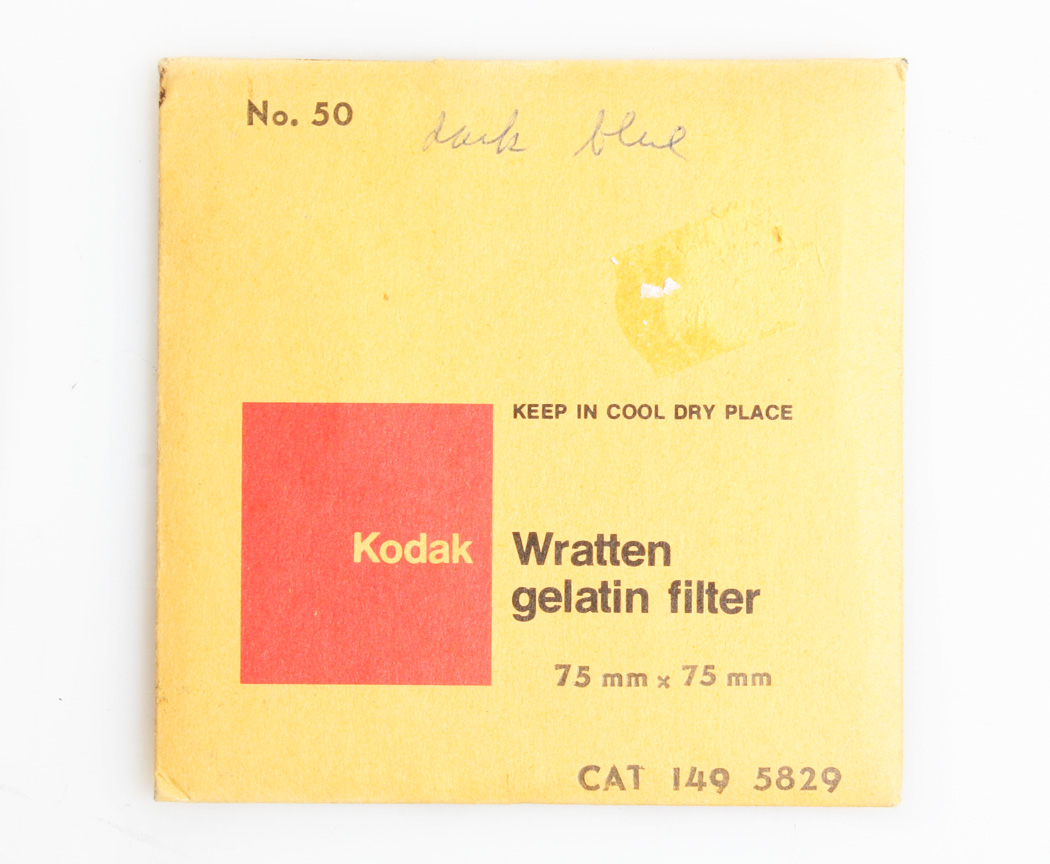 No. 50
dark blue
KEEP IN COOL DRY PLACE
Kodak
Wratten
gelatin filter
75 mm x 75 mm
CAT 149 5829